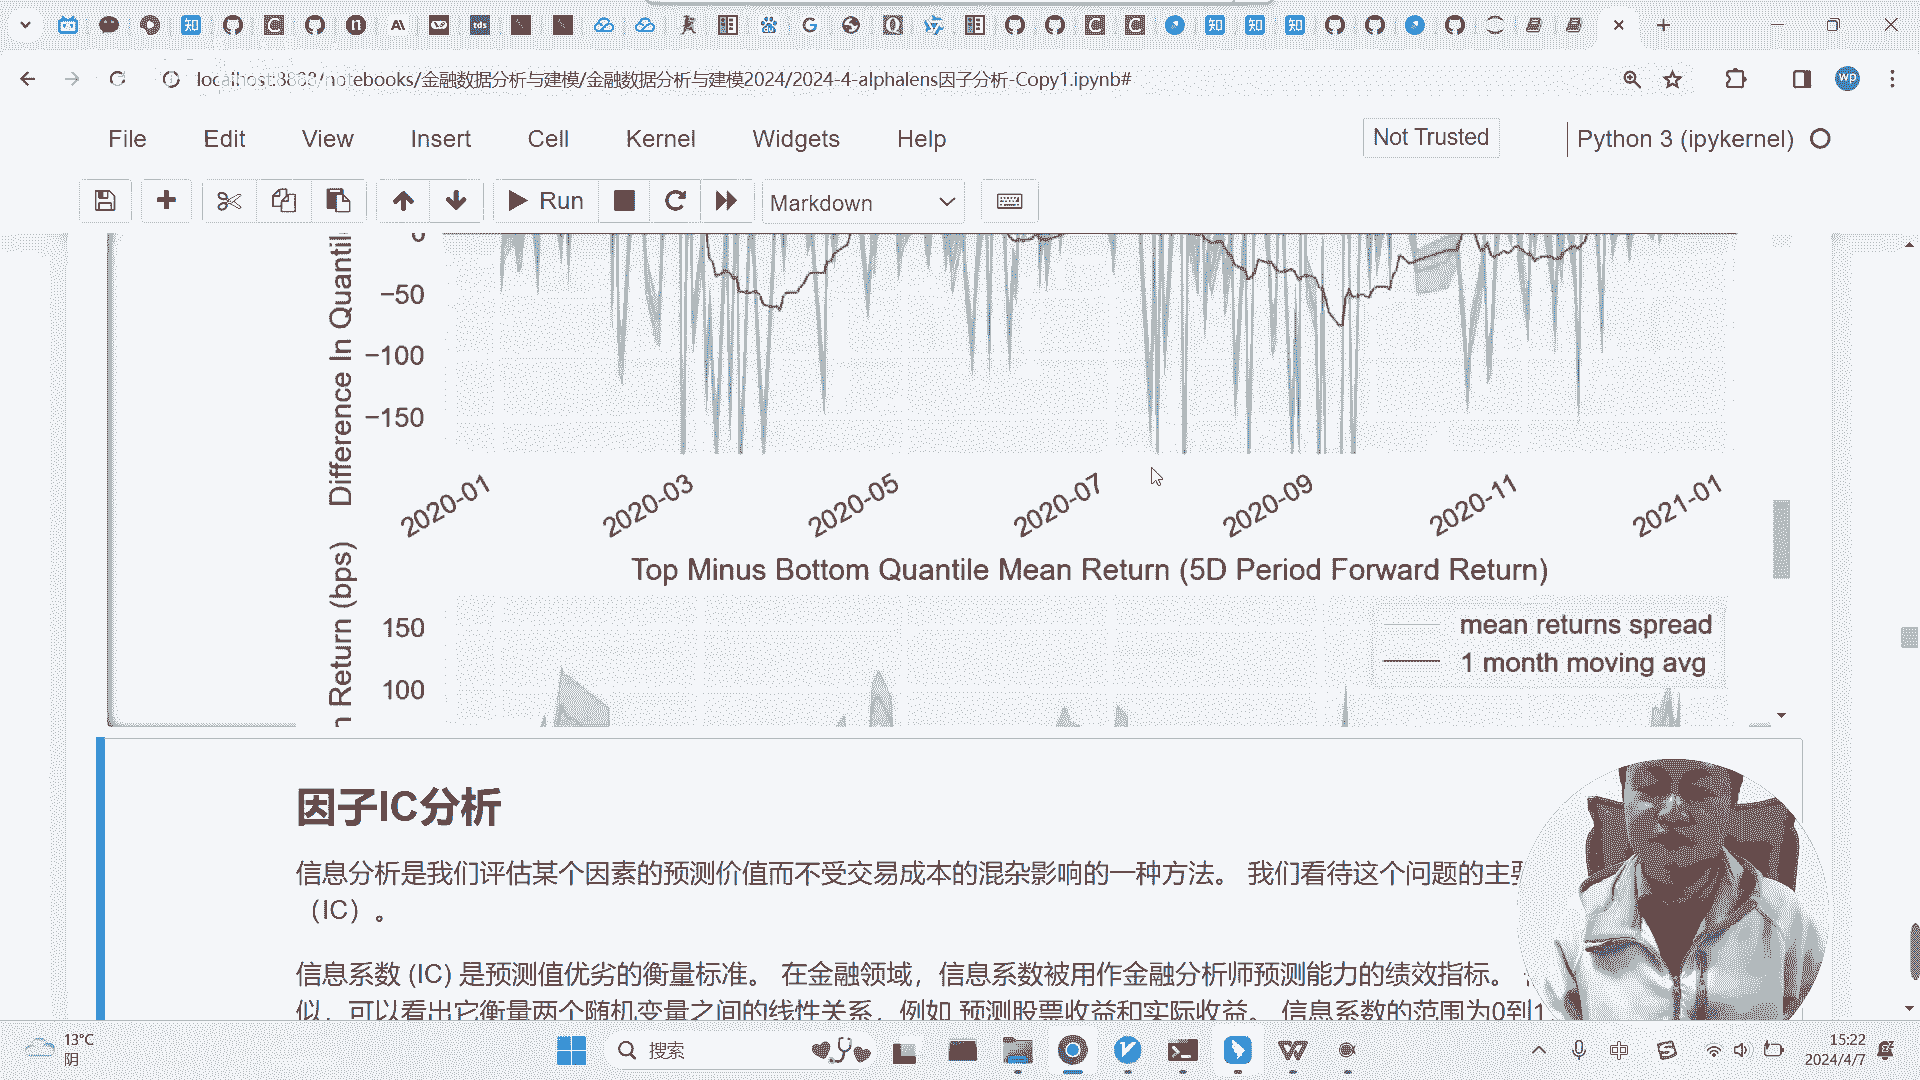 localhost:8888/notebooks/金融数据分析与建模/金融数据分析与建模2024/2024-4-alphalens因子分析-Copy1.ipynb#
wp
File Edit View Insert Cell Kernel Widgets Help
Not Trusted
Python 3 (ipykernel)
Run
Markdown
Difference In Quantil
0
−50
−100
−150
2020-01 2020-03 2020-05 2020-07 2020-09 2020-11 2021-01
Top Minus Bottom Quantile Mean Return (5D Period Forward Return)
n Return (bps)
150
100
mean returns spread
1 month moving avg
因子IC分析
信息分析是我们评估某个因素的预测价值而不受交易成本的混杂影响的一种方法。 我们看待这个问题的主要
（IC）。
信息系数 (IC) 是预测值优劣的衡量标准。 在金融领域，信息系数被用作金融分析师预测能力的绩效指标。
似，可以看出它衡量两个随机变量之间的线性关系，例如 预测股票收益和实际收益。 信息系数的范围为0到1
13°C
阴
搜索
中
15:22
2024/4/7